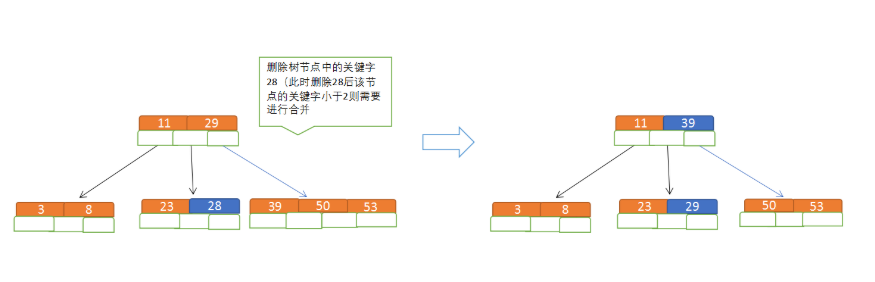 删除树节点中的关键字
28（此时删除28后该节
点的关键字小于2则需要
进行合并
11 29
11 39
3 8
23 28
39 50 53
3 8
23 29
50 53